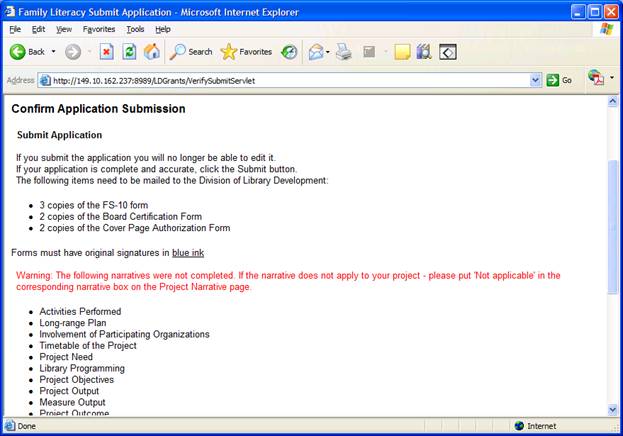 Family Literacy Submit Application - Microsoft Internet Explorer
File Edit View Favorites Tools Help
Back Search Favorites
Address http://149.10.162.237:8989/LDGrants/VerifySubmitServlet Go
Confirm Application Submission
Submit Application
If you submit the application you will no longer be able to edit it.
If your application is complete and accurate, click the Submit button.
The following items need to be mailed to the Division of Library Development:
• 3 copies of the FS-10 form
• 2 copies of the Board Certification Form
• 2 copies of the Cover Page Authorization Form
Forms must have original signatures in blue ink
Warning: The following narratives were not completed. If the narrative does not apply to your project - please put 'Not applicable' in the
corresponding narrative box on the Project Narrative page.
• Activities Performed
• Long-range Plan
• Involvement of Participating Organizations
• Timetable of the Project
• Project Need
• Library Programming
• Project Objectives
• Project Output
• Measure Output
• Project Outcome
Done Internet